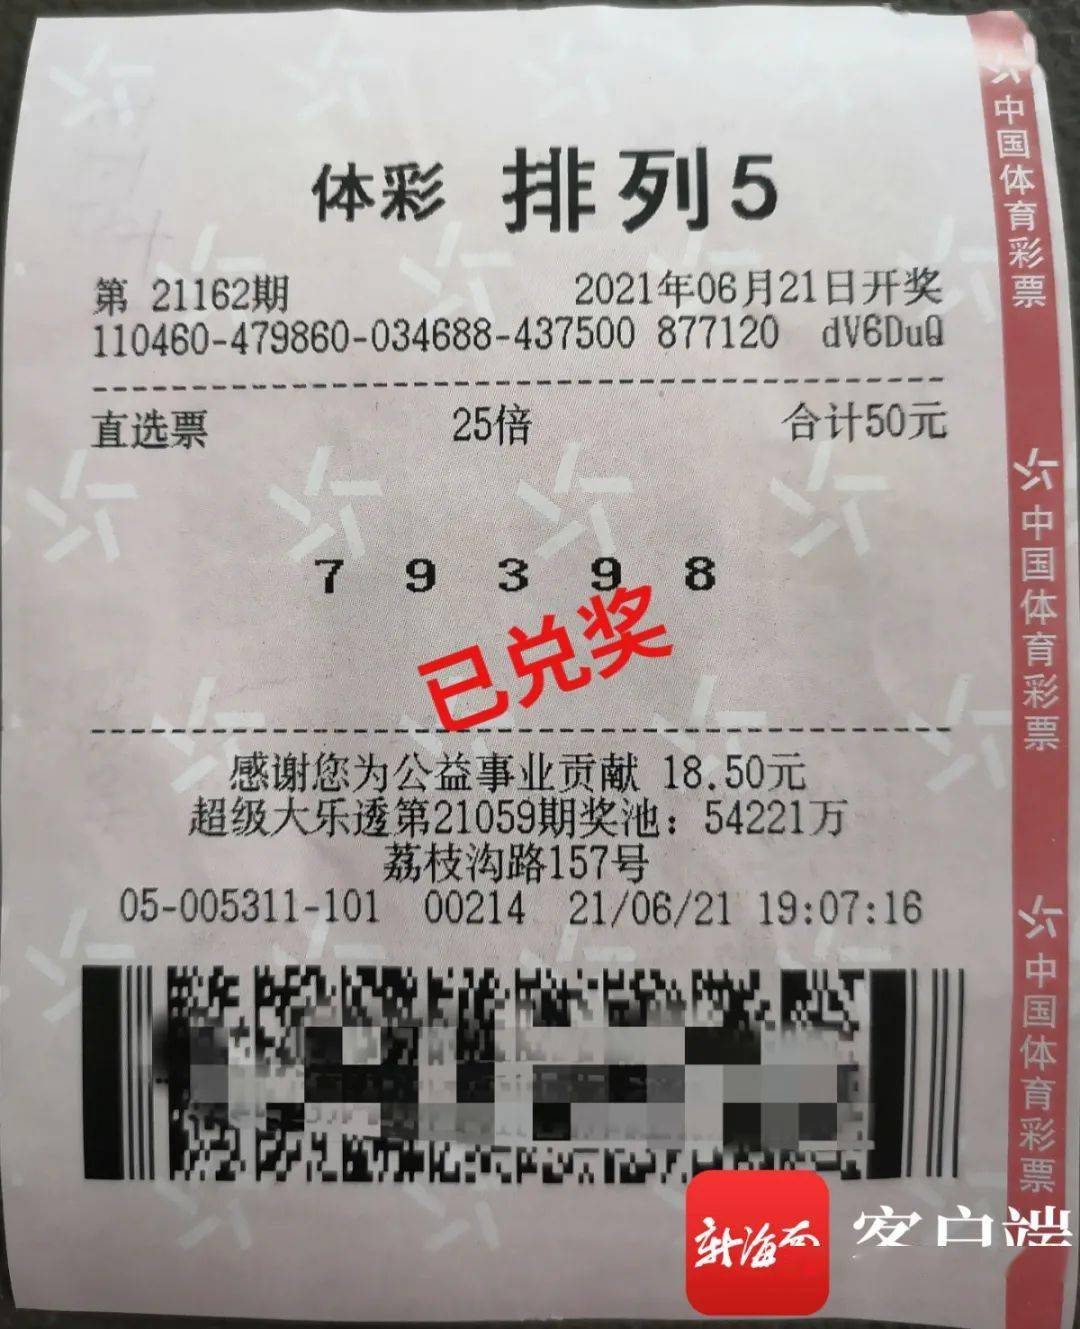 体彩 排列5
第 21162期 2021年06月21日开奖
110460-479860-034688-437500 877120 dV6DuQ
直选票 25倍 合计50元
7 9 3 9 8
已兑奖
感谢您为公益事业贡献 18.50元
超级大乐透第21059期奖池：54221万
荔枝沟路157号
05-005311-101 00214 21/06/21 19:07:16
中国体育彩票
中国体育彩票
中国体育彩票
新海南 客户端